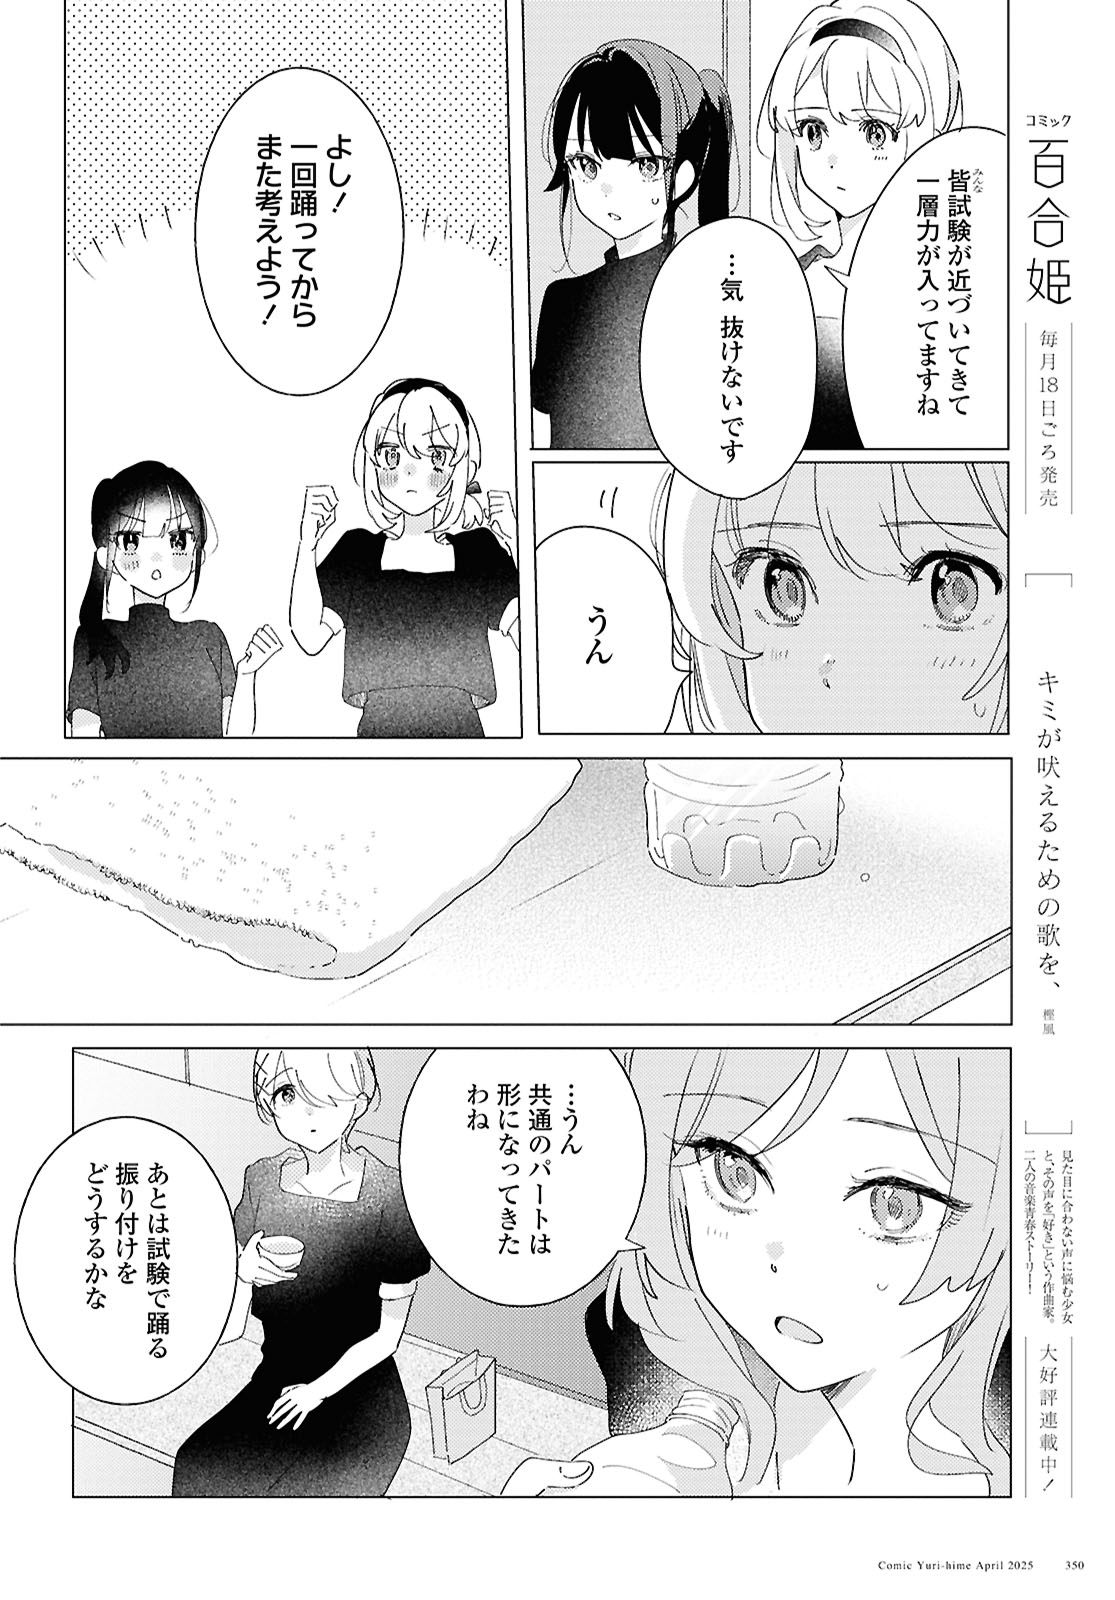 皆試験が近づいてきて
みんな
一層力が入ってますね
…気 抜けないです
うん
よし!
一回踊ってから
また考えよう!
…うん
共通のパートは
形になってきた
わね
あとは試験で踊る
振り付けを
どうするかな
コミック
百合姫
毎月18日ごろ発売
キミが吠えるための歌を、
樫風
見た目に合わない声に悩む少女
と、その声を「好き」という作曲家。
二人の音楽青春ストーリー!
大好評連載中!
Comic Yuri-hime April 2025
350